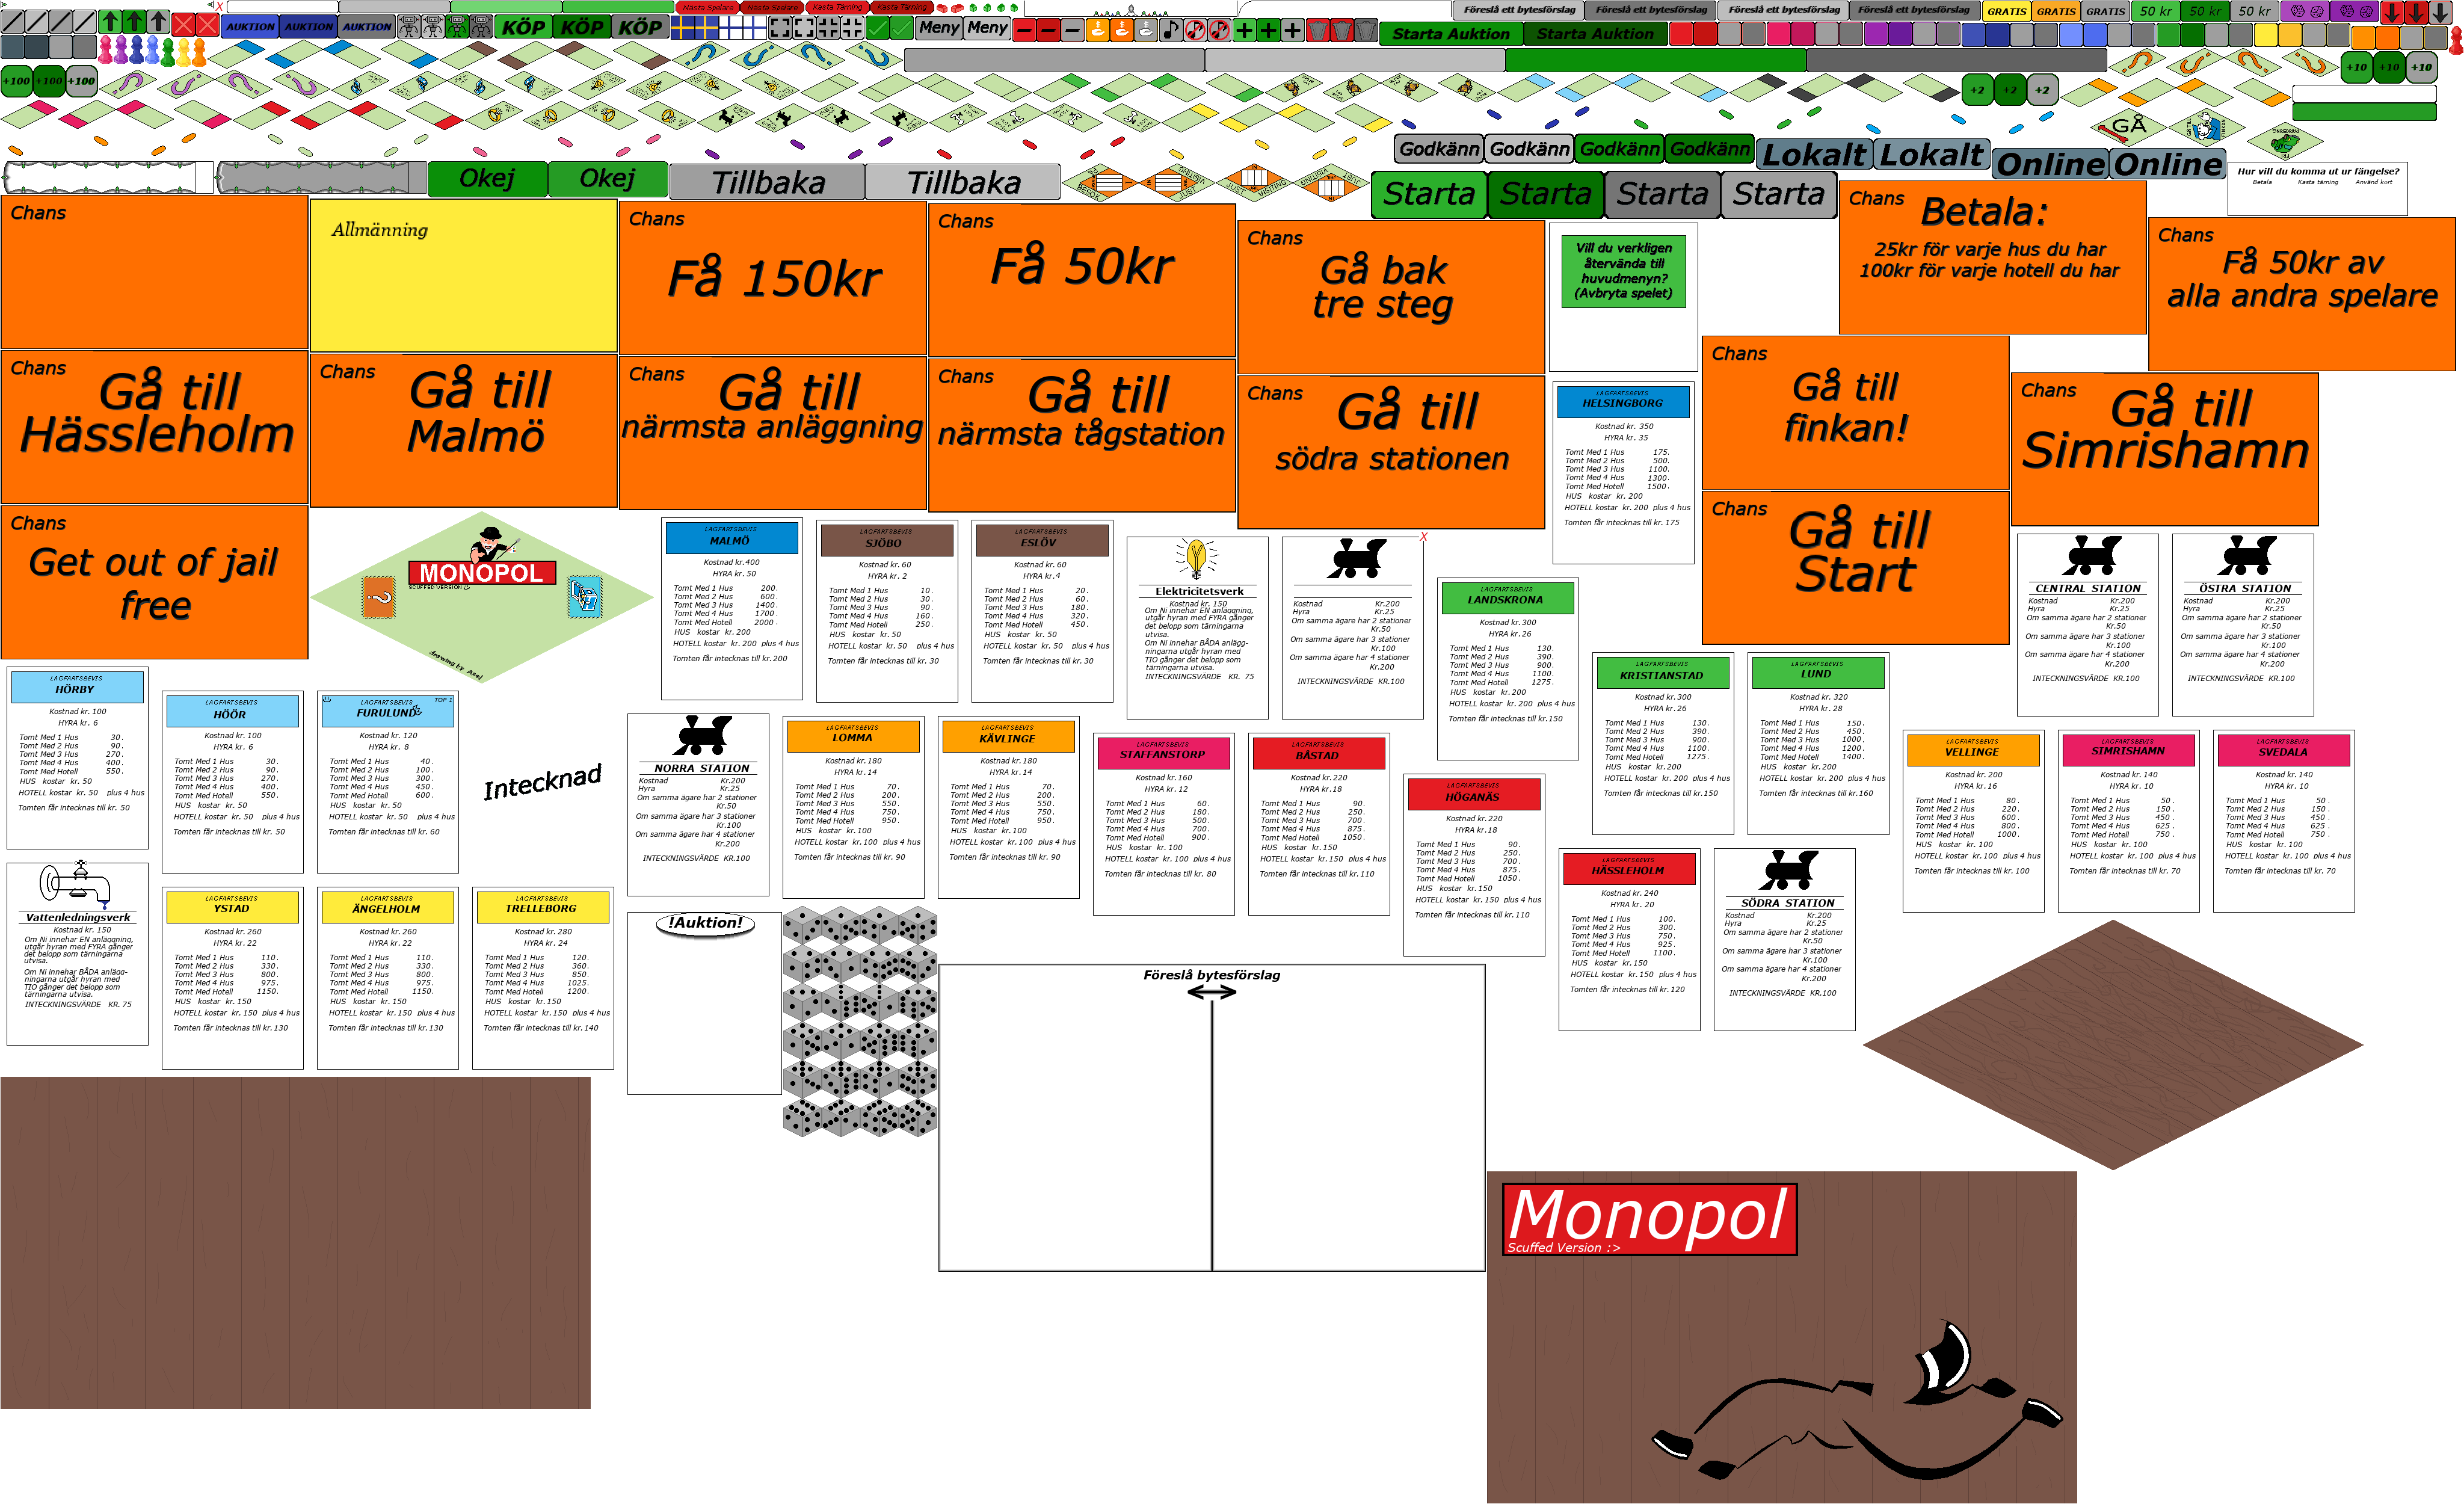 Nästa Spelare
Nästa Spelare
Kasta Tärning
Kasta Tärning
Föreslå ett bytesförslag
Föreslå ett bytesförslag
Föreslå ett bytesförslag
Föreslå ett bytesförslag
GRATIS
GRATIS
GRATIS
50 kr
50 kr
50 kr
AUKTION
AUKTION
AUKTION
KÖP
KÖP
KÖP
Meny
Meny
Starta Auktion
Starta Auktion
+100
+100
+100
+10
+10
+10
+2
+2
+2
GÅ
Godkänn
Godkänn
Godkänn
Godkänn
Lokalt
Lokalt
Online
Online
Okej
Okej
Tillbaka
Tillbaka
Starta
Starta
Starta
Starta
Hur vill du komma ut ur fängelse?
Betala Kasta tärning Använd kort
Chans
Allmänning
Chans
Få 150kr
Chans
Få 50kr
Chans
Gå bak
tre steg
Vill du verkligen
återvända till
huvudmenyn?
(Avbryta spelet)
Chans
Betala:
25kr för varje hus du har
100kr för varje hotell du har
Chans
Få 50kr av
alla andra spelare
Chans
Gå till
Hässleholm
Chans
Gå till
Malmö
Chans
Gå till
närmsta anläggning
Chans
Gå till
närmsta tågstation
Chans
Gå till
södra stationen
LAGFARTSBEVIS
HELSINGBORG
Kostnad kr. 350
HYRA kr. 35
Tomt Med 1 Hus 175.
Tomt Med 2 Hus 500.
Tomt Med 3 Hus 1100.
Tomt Med 4 Hus 1300.
Tomt Med Hotell 1500.
HUS kostar kr. 200
HOTELL kostar kr. 200 plus 4 hus
Tomten får intecknas till kr. 175
Chans
Gå till
finkan!
Chans
Gå till
Simrishamn
Chans
Get out of jail
free
MONOPOL
SCUFFED VERSION
drawing by Axel
LAGFARTSBEVIS
MALMÖ
Kostnad kr.400
HYRA kr. 50
Tomt Med 1 Hus 200.
Tomt Med 2 Hus 600.
Tomt Med 3 Hus 1400.
Tomt Med 4 Hus 1700.
Tomt Med Hotell 2000.
HUS kostar kr.200
HOTELL kostar kr.200 plus 4 hus
Tomten får intecknas till kr.200
LAGFARTSBEVIS
SJÖBO
Kostnad kr. 60
HYRA kr. 2
Tomt Med 1 Hus 10.
Tomt Med 2 Hus 30.
Tomt Med 3 Hus 90.
Tomt Med 4 Hus 160.
Tomt Med Hotell 250.
HUS kostar kr. 50
HOTELL kostar kr. 50 plus 4 hus
Tomten får intecknas till kr. 30
LAGFARTSBEVIS
ESLÖV
Kostnad kr. 60
HYRA kr.4
Tomt Med 1 Hus 20.
Tomt Med 2 Hus 60.
Tomt Med 3 Hus 180.
Tomt Med 4 Hus 320.
Tomt Med Hotell 450.
HUS kostar kr. 50
HOTELL kostar kr. 50 plus 4 hus
Tomten får intecknas till kr. 30
Elektricitetsverk
Kostnad kr. 150
Om Ni innehar EN anläggning,
utgår hyran med FYRA gånger
det belopp som tärningarna
utvisa.
Om Ni innehar BÅDA anlägg-
ningarna utgår hyran med
TIO gånger det belopp som
tärningarna utvisa.
INTECKNINGSVÄRDE KR. 75
X
Kostnad Kr.200
Hyra Kr.25
Om samma ägare har 2 stationer
Kr.50
Om samma ägare har 3 stationer
Kr.100
Om samma ägare har 4 stationer
Kr.200
INTECKNINGSVÄRDE KR.100
LAGFARTSBEVIS
LANDSKRONA
Kostnad kr.300
HYRA kr.26
Tomt Med 1 Hus 130.
Tomt Med 2 Hus 390.
Tomt Med 3 Hus 900.
Tomt Med 4 Hus 1100.
Tomt Med Hotell 1275.
HUS kostar kr.200
HOTELL kostar kr.200 plus 4 hus
Tomten får intecknas till kr.150
Chans
Gå till
Start
CENTRAL STATION
Kostnad Kr.200
Hyra Kr.25
Om samma ägare har 2 stationer
Kr.50
Om samma ägare har 3 stationer
Kr.100
Om samma ägare har 4 stationer
Kr.200
INTECKNINGSVÄRDE KR.100
ÖSTRA STATION
Kostnad Kr.200
Hyra Kr.25
Om samma ägare har 2 stationer
Kr.50
Om samma ägare har 3 stationer
Kr.100
Om samma ägare har 4 stationer
Kr.200
INTECKNINGSVÄRDE KR.100
LAGFARTSBEVIS
HÖRBY
Kostnad kr. 100
HYRA kr. 6
Tomt Med 1 Hus 30.
Tomt Med 2 Hus 90.
Tomt Med 3 Hus 270.
Tomt Med 4 Hus 400.
Tomt Med Hotell 550.
HUS kostar kr. 50
HOTELL kostar kr. 50 plus 4 hus
Tomten får intecknas till kr. 50
LAGFARTSBEVIS
HÖÖR
Kostnad kr. 100
HYRA kr. 6
Tomt Med 1 Hus 30.
Tomt Med 2 Hus 90.
Tomt Med 3 Hus 270.
Tomt Med 4 Hus 400.
Tomt Med Hotell 550.
HUS kostar kr. 50
HOTELL kostar kr. 50 plus 4 hus
Tomten får intecknas till kr. 50
LAGFARTSBEVIS
TOP 1
FURULUND
Kostnad kr. 120
HYRA kr. 8
Tomt Med 1 Hus 40.
Tomt Med 2 Hus 100.
Tomt Med 3 Hus 300.
Tomt Med 4 Hus 450.
Tomt Med Hotell 600.
HUS kostar kr.50
HOTELL kostar kr. 50 plus 4 hus
Tomten får intecknas till kr. 60
Intecknad
NORRA STATION
Kostnad Kr.200
Hyra Kr.25
Om samma ägare har 2 stationer
Kr.50
Om samma ägare har 3 stationer
Kr.100
Om samma ägare har 4 stationer
Kr.200
INTECKNINGSVÄRDE KR.100
LAGFARTSBEVIS
LOMMA
Kostnad kr.180
HYRA kr.14
Tomt Med 1 Hus 70.
Tomt Med 2 Hus 200.
Tomt Med 3 Hus 550.
Tomt Med 4 Hus 750.
Tomt Med Hotell 950.
HUS kostar kr.100
HOTELL kostar kr.100 plus 4 hus
Tomten får intecknas till kr. 90
LAGFARTSBEVIS
KÄVLINGE
Kostnad kr.180
HYRA kr.14
Tomt Med 1 Hus 70.
Tomt Med 2 Hus 200.
Tomt Med 3 Hus 550.
Tomt Med 4 Hus 750.
Tomt Med Hotell 950.
HUS kostar kr.100
HOTELL kostar kr.100 plus 4 hus
Tomten får intecknas till kr. 90
LAGFARTSBEVIS
STAFFANSTORP
Kostnad kr.160
HYRA kr. 12
Tomt Med 1 Hus 60.
Tomt Med 2 Hus 180.
Tomt Med 3 Hus 500.
Tomt Med 4 Hus 700.
Tomt Med Hotell 900.
HUS kostar kr.100
HOTELL kostar kr.100 plus 4 hus
Tomten får intecknas till kr. 80
LAGFARTSBEVIS
BÅSTAD
Kostnad kr.220
HYRA kr.18
Tomt Med 1 Hus 90.
Tomt Med 2 Hus 250.
Tomt Med 3 Hus 700.
Tomt Med 4 Hus 875.
Tomt Med Hotell 1050.
HUS kostar kr.150
HOTELL kostar kr.150 plus 4 hus
Tomten får intecknas till kr.110
LAGFARTSBEVIS
HÖGANÄS
Kostnad kr.220
HYRA kr.18
Tomt Med 1 Hus 90.
Tomt Med 2 Hus 250.
Tomt Med 3 Hus 700.
Tomt Med 4 Hus 875.
Tomt Med Hotell 1050.
HUS kostar kr.150
HOTELL kostar kr.150 plus 4 hus
Tomten får intecknas till kr.110
LAGFARTSBEVIS
KRISTIANSTAD
Kostnad kr.300
HYRA kr.26
Tomt Med 1 Hus 130.
Tomt Med 2 Hus 390.
Tomt Med 3 Hus 900.
Tomt Med 4 Hus 1100.
Tomt Med Hotell 1275.
HUS kostar kr.200
HOTELL kostar kr.200 plus 4 hus
Tomten får intecknas till kr.150
LAGFARTSBEVIS
LUND
Kostnad kr. 320
HYRA kr. 28
Tomt Med 1 Hus 150.
Tomt Med 2 Hus 450.
Tomt Med 3 Hus 1000.
Tomt Med 4 Hus 1200.
Tomt Med Hotell 1400.
HUS kostar kr.200
HOTELL kostar kr.200 plus 4 hus
Tomten får intecknas till kr.160
LAGFARTSBEVIS
VELLINGE
Kostnad kr. 200
HYRA kr.16
Tomt Med 1 Hus 80.
Tomt Med 2 Hus 220.
Tomt Med 3 Hus 600.
Tomt Med 4 Hus 800.
Tomt Med Hotell 1000.
HUS kostar kr. 100
HOTELL kostar kr.100 plus 4 hus
Tomten får intecknas till kr. 100
LAGFARTSBEVIS
SIMRISHAMN
Kostnad kr. 140
HYRA kr. 10
Tomt Med 1 Hus 50.
Tomt Med 2 Hus 150.
Tomt Med 3 Hus 450.
Tomt Med 4 Hus 625.
Tomt Med Hotell 750.
HUS kostar kr. 100
HOTELL kostar kr.100 plus 4 hus
Tomten får intecknas till kr. 70
LAGFARTSBEVIS
SVEDALA
Kostnad kr. 140
HYRA kr. 10
Tomt Med 1 Hus 50.
Tomt Med 2 Hus 150.
Tomt Med 3 Hus 450.
Tomt Med 4 Hus 625.
Tomt Med Hotell 750.
HUS kostar kr. 100
HOTELL kostar kr.100 plus 4 hus
Tomten får intecknas till kr. 70
Vattenledningsverk
Kostnad kr. 150
Om Ni innehar EN anläggning,
utgår hyran med FYRA gånger
det belopp som tärningarna
utvisa.
Om Ni innehar BÅDA anlägg-
ningarna utgår hyran med
TIO gånger det belopp som
tärningarna utvisa.
INTECKNINGSVÄRDE KR. 75
LAGFARTSBEVIS
YSTAD
Kostnad kr.260
HYRA kr. 22
Tomt Med 1 Hus 110.
Tomt Med 2 Hus 330.
Tomt Med 3 Hus 800.
Tomt Med 4 Hus 975.
Tomt Med Hotell 1150.
HUS kostar kr.150
HOTELL kostar kr.150 plus 4 hus
Tomten får intecknas till kr.130
LAGFARTSBEVIS
ÄNGELHOLM
Kostnad kr.260
HYRA kr.22
Tomt Med 1 Hus 110.
Tomt Med 2 Hus 330.
Tomt Med 3 Hus 800.
Tomt Med 4 Hus 975.
Tomt Med Hotell 1150.
HUS kostar kr.150
HOTELL kostar kr.150 plus 4 hus
Tomten får intecknas till kr.130
LAGFARTSBEVIS
TRELLEBORG
Kostnad kr.280
HYRA kr. 24
Tomt Med 1 Hus 120.
Tomt Med 2 Hus 360.
Tomt Med 3 Hus 850.
Tomt Med 4 Hus 1025.
Tomt Med Hotell 1200.
HUS kostar kr.150
HOTELL kostar kr.150 plus 4 hus
Tomten får intecknas till kr.140
!Auktion!
Föreslå bytesförslag
LAGFARTSBEVIS
HÄSSLEHOLM
Kostnad kr. 240
HYRA kr. 20
Tomt Med 1 Hus 100.
Tomt Med 2 Hus 300.
Tomt Med 3 Hus 750.
Tomt Med 4 Hus 925.
Tomt Med Hotell 1100.
HUS kostar kr.150
HOTELL kostar kr.150 plus 4 hus
Tomten får intecknas till kr.120
SÖDRA STATION
Kostnad Kr.200
Hyra Kr.25
Om samma ägare har 2 stationer
Kr.50
Om samma ägare har 3 stationer
Kr.100
Om samma ägare har 4 stationer
Kr.200
INTECKNINGSVÄRDE KR.100
Monopol
Scuffed Version :>